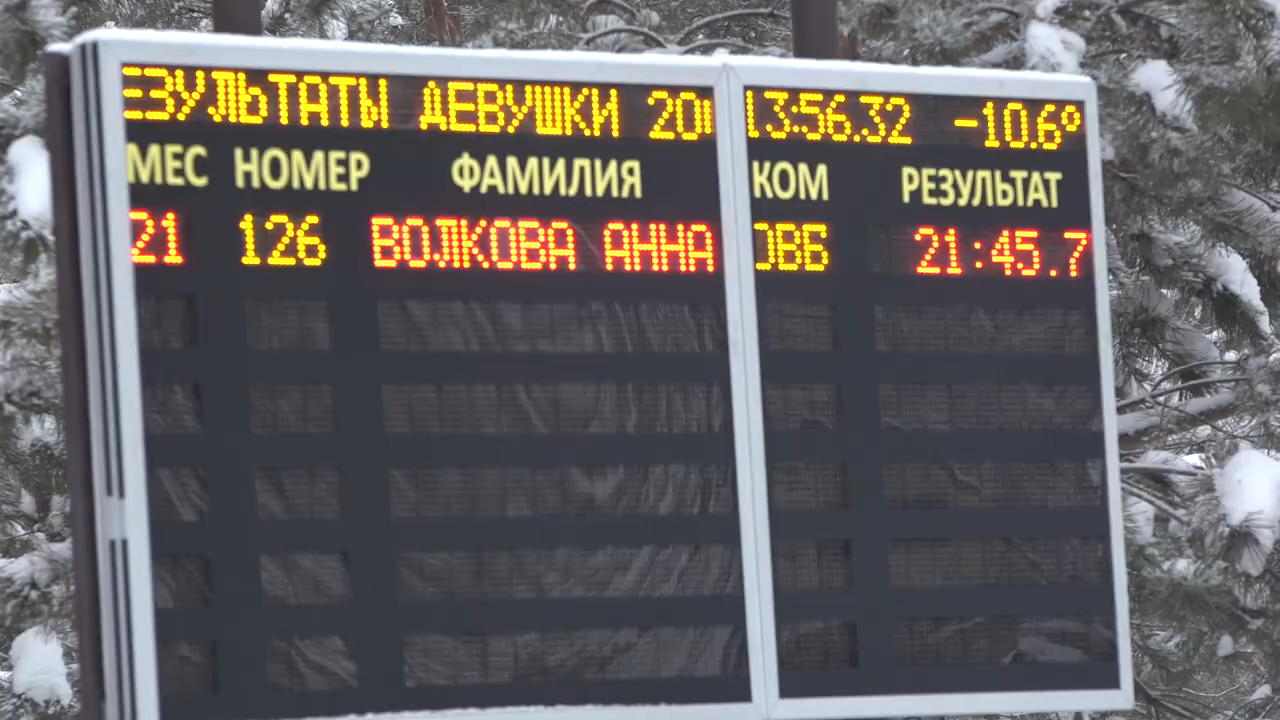 ЕЗУЛЬТАТЫ ДЕВУШКИ 200 13:56.32 -10.6°
МЕС НОМЕР ФАМИЛИЯ КОМ РЕЗУЛЬТАТ
21 126 ВОЛКОВА АННА ОВБ 21:45.7